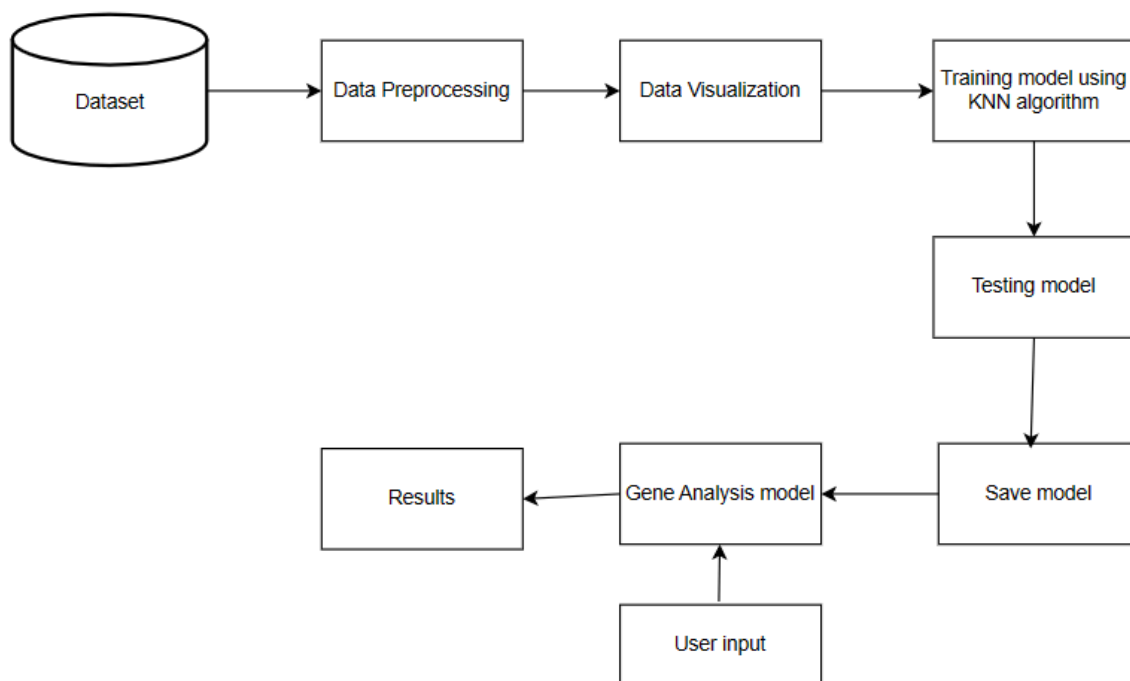 Dataset
Data Preprocessing
Data Visualization
Training model using
KNN algorithm
Testing model
Results
Gene Analysis model
Save model
User input